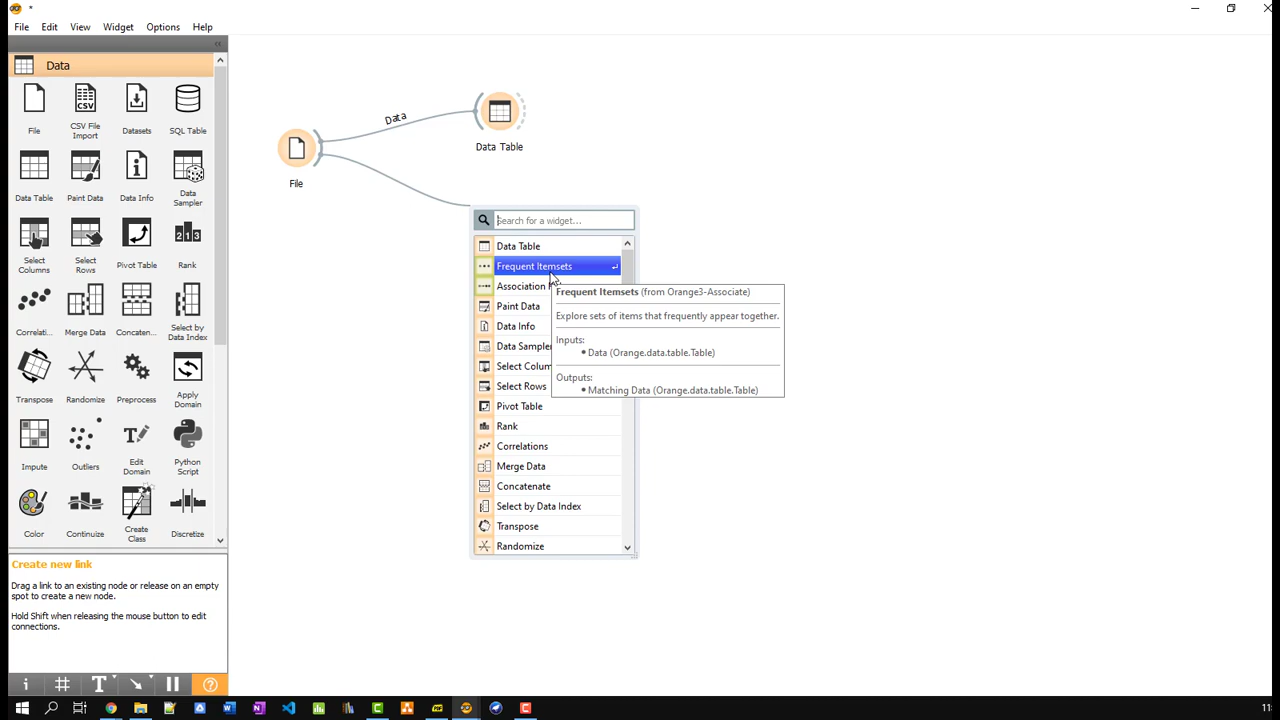 *
File Edit View Widget Options Help
Data
File
CSV File
Import
Datasets
SQL Table
Data Table
Paint Data
Data Info
Data
Sampler
Select
Columns
Select
Rows
Pivot Table
Rank
Correlati...
Merge Data
Concaten...
Select by
Data Index
Transpose
Randomize
Preprocess
Apply
Domain
Impute
Outliers
Edit
Domain
Python
Script
Color
Continuize
Create
Class
Discretize
Create new link
Drag a link to an existing node or release on an empty
spot to create a new node.
Hold Shift when releasing the mouse button to edit
connections.
File
Data
Data Table
Search for a widget...
Data Table
Frequent Itemsets
Association
Paint Data
Data Info
Data Sampler
Select Colum
Select Rows
Pivot Table
Rank
Correlations
Merge Data
Concatenate
Select by Data Index
Transpose
Randomize
Frequent Itemsets (from Orange3-Associate)
Explore sets of items that frequently appear together.
Inputs:
• Data (Orange.data.table.Table)
Outputs:
• Matching Data (Orange.data.table.Table)
11: